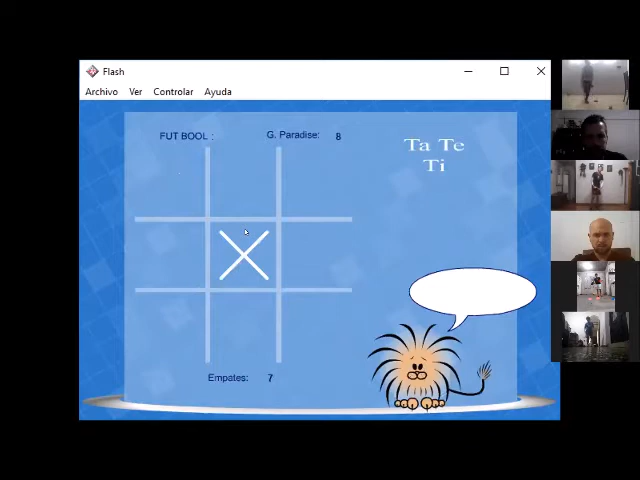 Flash
Archivo Ver Controlar Ayuda
FUT BOOL : G. Paradise: 8
Ta Te
Ti
Empates: 7